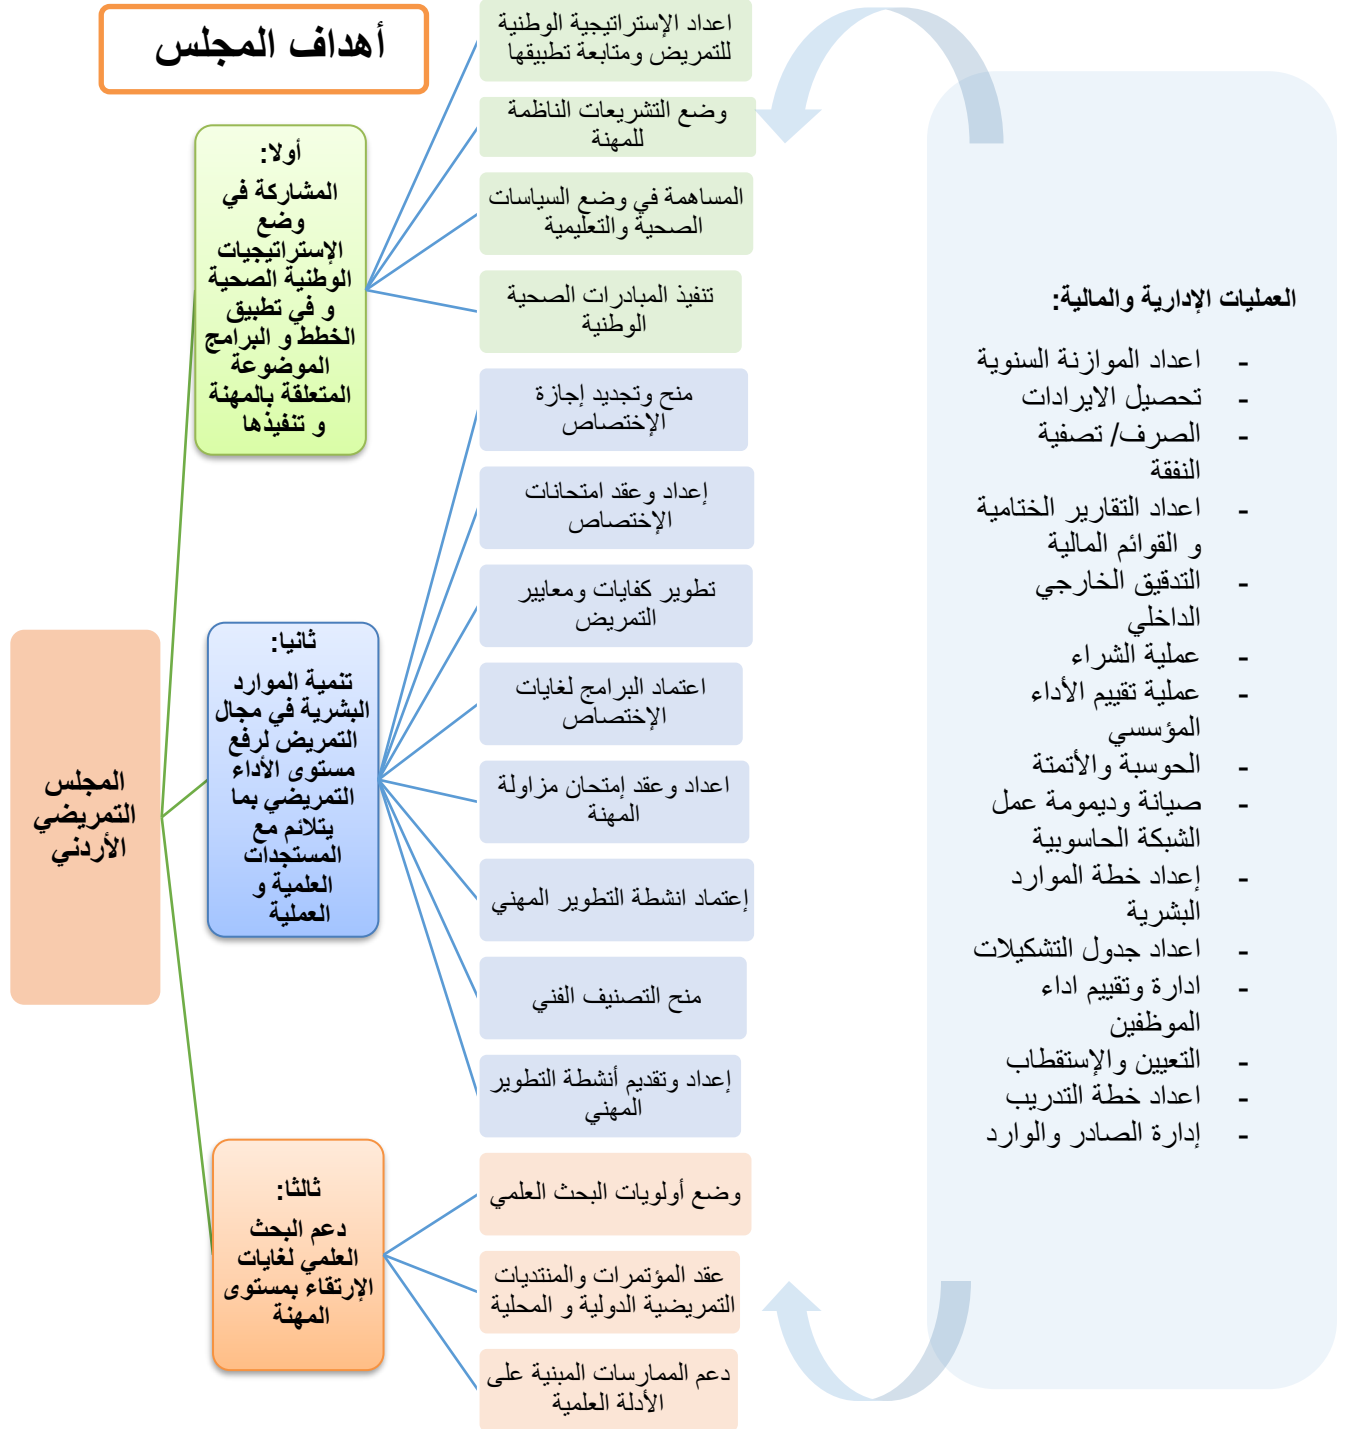 أهداف المجلس
المجلس
التمريضي
الأردني
أولا:
المشاركة في
وضع
الإستراتيجيات
الوطنية الصحية
و في تطبيق
الخطط و البرامج
الموضوعة
المتعلقة بالمهنة
و تنفيذها
اعداد الإستراتيجية الوطنية
للتمريض ومتابعة تطبيقها
وضع التشريعات الناظمة
للمهنة
المساهمة في وضع السياسات
الصحية والتعليمية
تنفيذ المبادرات الصحية
الوطنية
ثانيا:
تنمية الموارد
البشرية في مجال
التمريض لرفع
مستوى الأداء
التمريضي بما
يتلائم مع
المستجدات
العلمية و
العملية
منح وتجديد إجازة
الإختصاص
إعداد وعقد امتحانات
الإختصاص
تطوير كفايات ومعايير
التمريض
اعتماد البرامج لغايات
الإختصاص
اعداد وعقد إمتحان مزاولة
المهنة
إعتماد انشطة التطوير المهني
منح التصنيف الفني
إعداد وتقديم أنشطة التطوير
المهني
ثالثا:
دعم البحث
العلمي لغايات
الإرتقاء بمستوى
المهنة
وضع أولويات البحث العلمي
عقد المؤتمرات والمنتديات
التمريضية الدولية و المحلية
دعم الممارسات المبنية على
الأدلة العلمية
العمليات الإدارية والمالية:
- اعداد الموازنة السنوية
- تحصيل الايرادات
- الصرف/ تصفية
النفقة
- اعداد التقارير الختامية
و القوائم المالية
- التدقيق الخارجي
الداخلي
- عملية الشراء
- عملية تقييم الأداء
المؤسسي
- الحوسبة والأتمتة
- صيانة وديمومة عمل
الشبكة الحاسوبية
- إعداد خطة الموارد
البشرية
- اعداد جدول التشكيلات
- ادارة وتقييم اداء
الموظفين
- التعيين والإستقطاب
- اعداد خطة التدريب
- إدارة الصادر والوارد